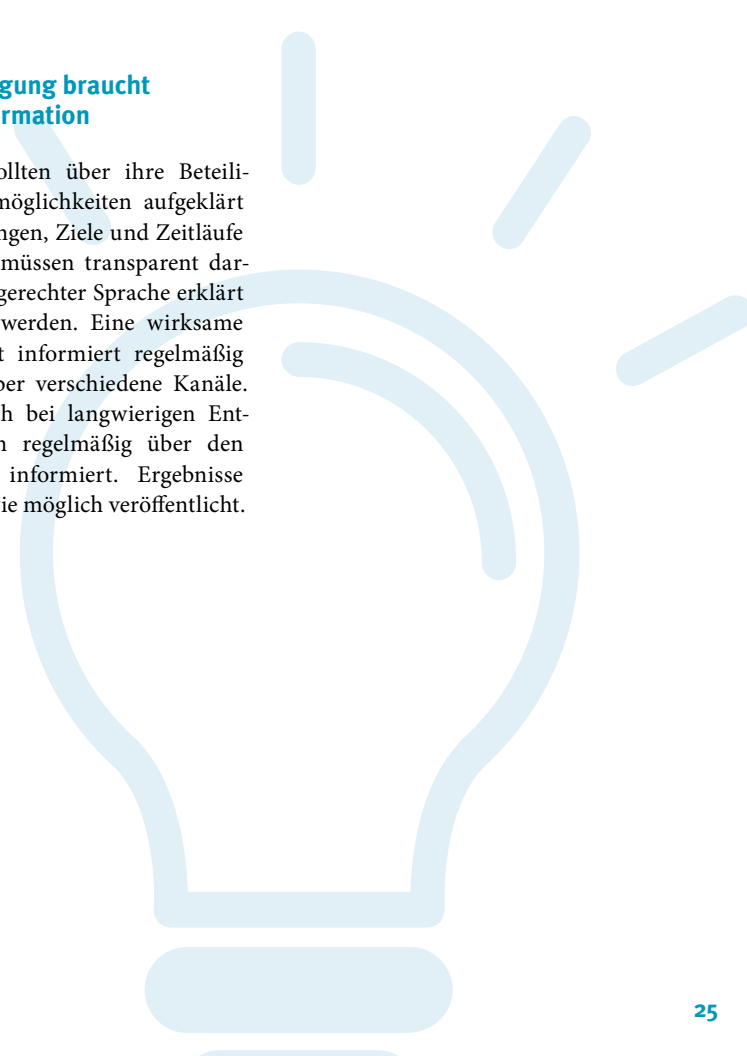 gung braucht
rmation
ollten über ihre Beteili-
möglichkeiten aufgeklärt
ngen, Ziele und Zeitläufe
müssen transparent dar-
gerechter Sprache erklärt
werden. Eine wirksame
t informiert regelmäßig
ber verschiedene Kanäle.
h bei langwierigen Ent-
n regelmäßig über den
informiert. Ergebnisse
ie möglich veröffentlicht.
25